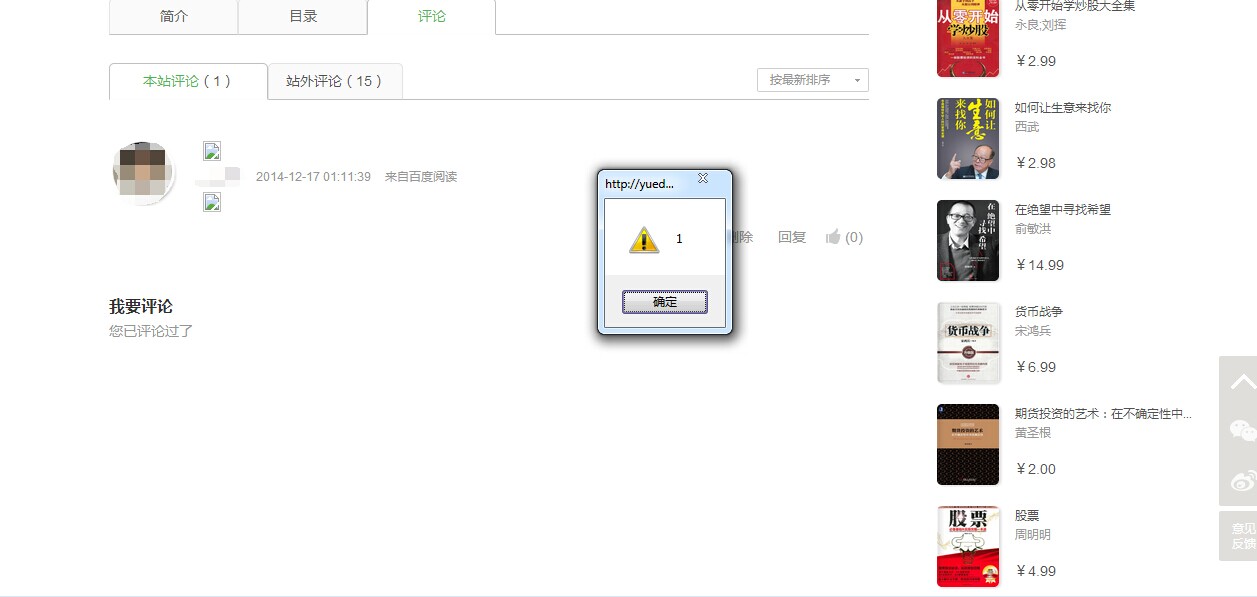 简介
目录
评论
本站评论 ( 1 )
站外评论 ( 15 )
按最新排序
2014-12-17 01:11:39 来自百度阅读
http://yued...
1
确定
删除 回复 (0)
我要评论
您已评论过了
从零开始
学炒股
从零开始学炒股大全集
永良;刘挥
￥2.99
如何让
生意
来找你
如何让生意来找你
西武
￥2.98
在绝望中
寻找希望
在绝望中寻找希望
俞敏洪
￥14.99
货币战争
货币战争
宋鸿兵
￥6.99
期货投资的艺术
期货投资的艺术：在不确定性中...
黄圣根
￥2.00
股票
股票
周明明
￥4.99
意见
反馈